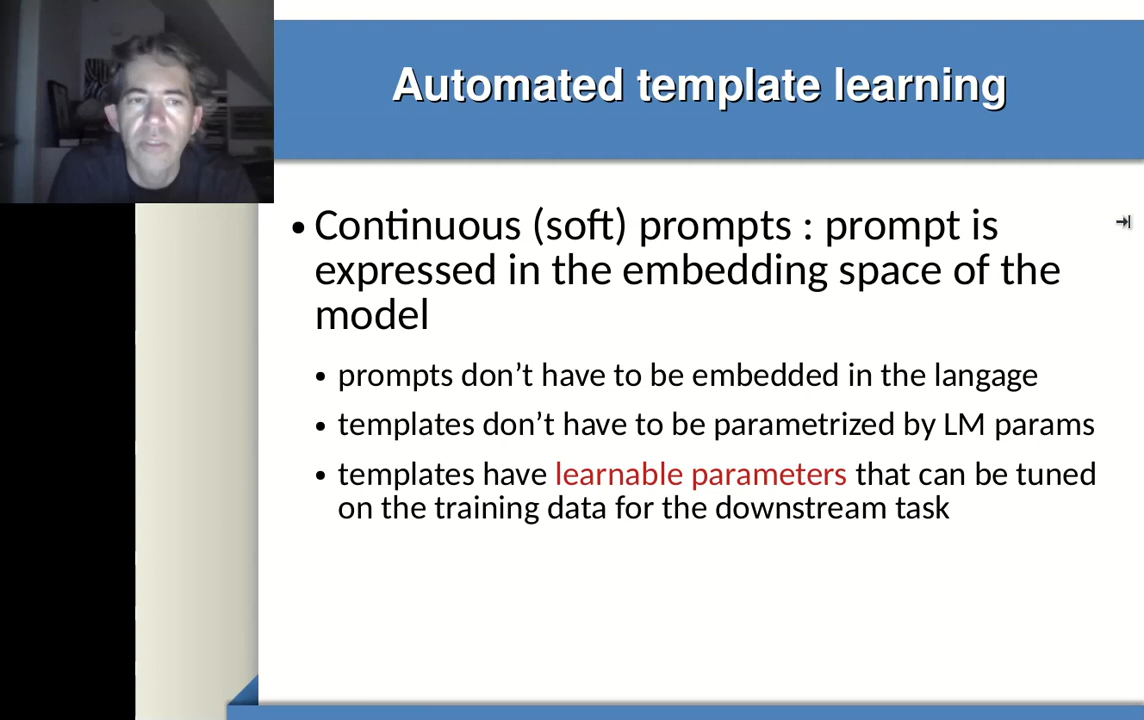 Automated template learning
• Continuous (soft) prompts : prompt is
expressed in the embedding space of the
model
• prompts don’t have to be embedded in the langage
• templates don’t have to be parametrized by LM params
• templates have learnable parameters that can be tuned
on the training data for the downstream task